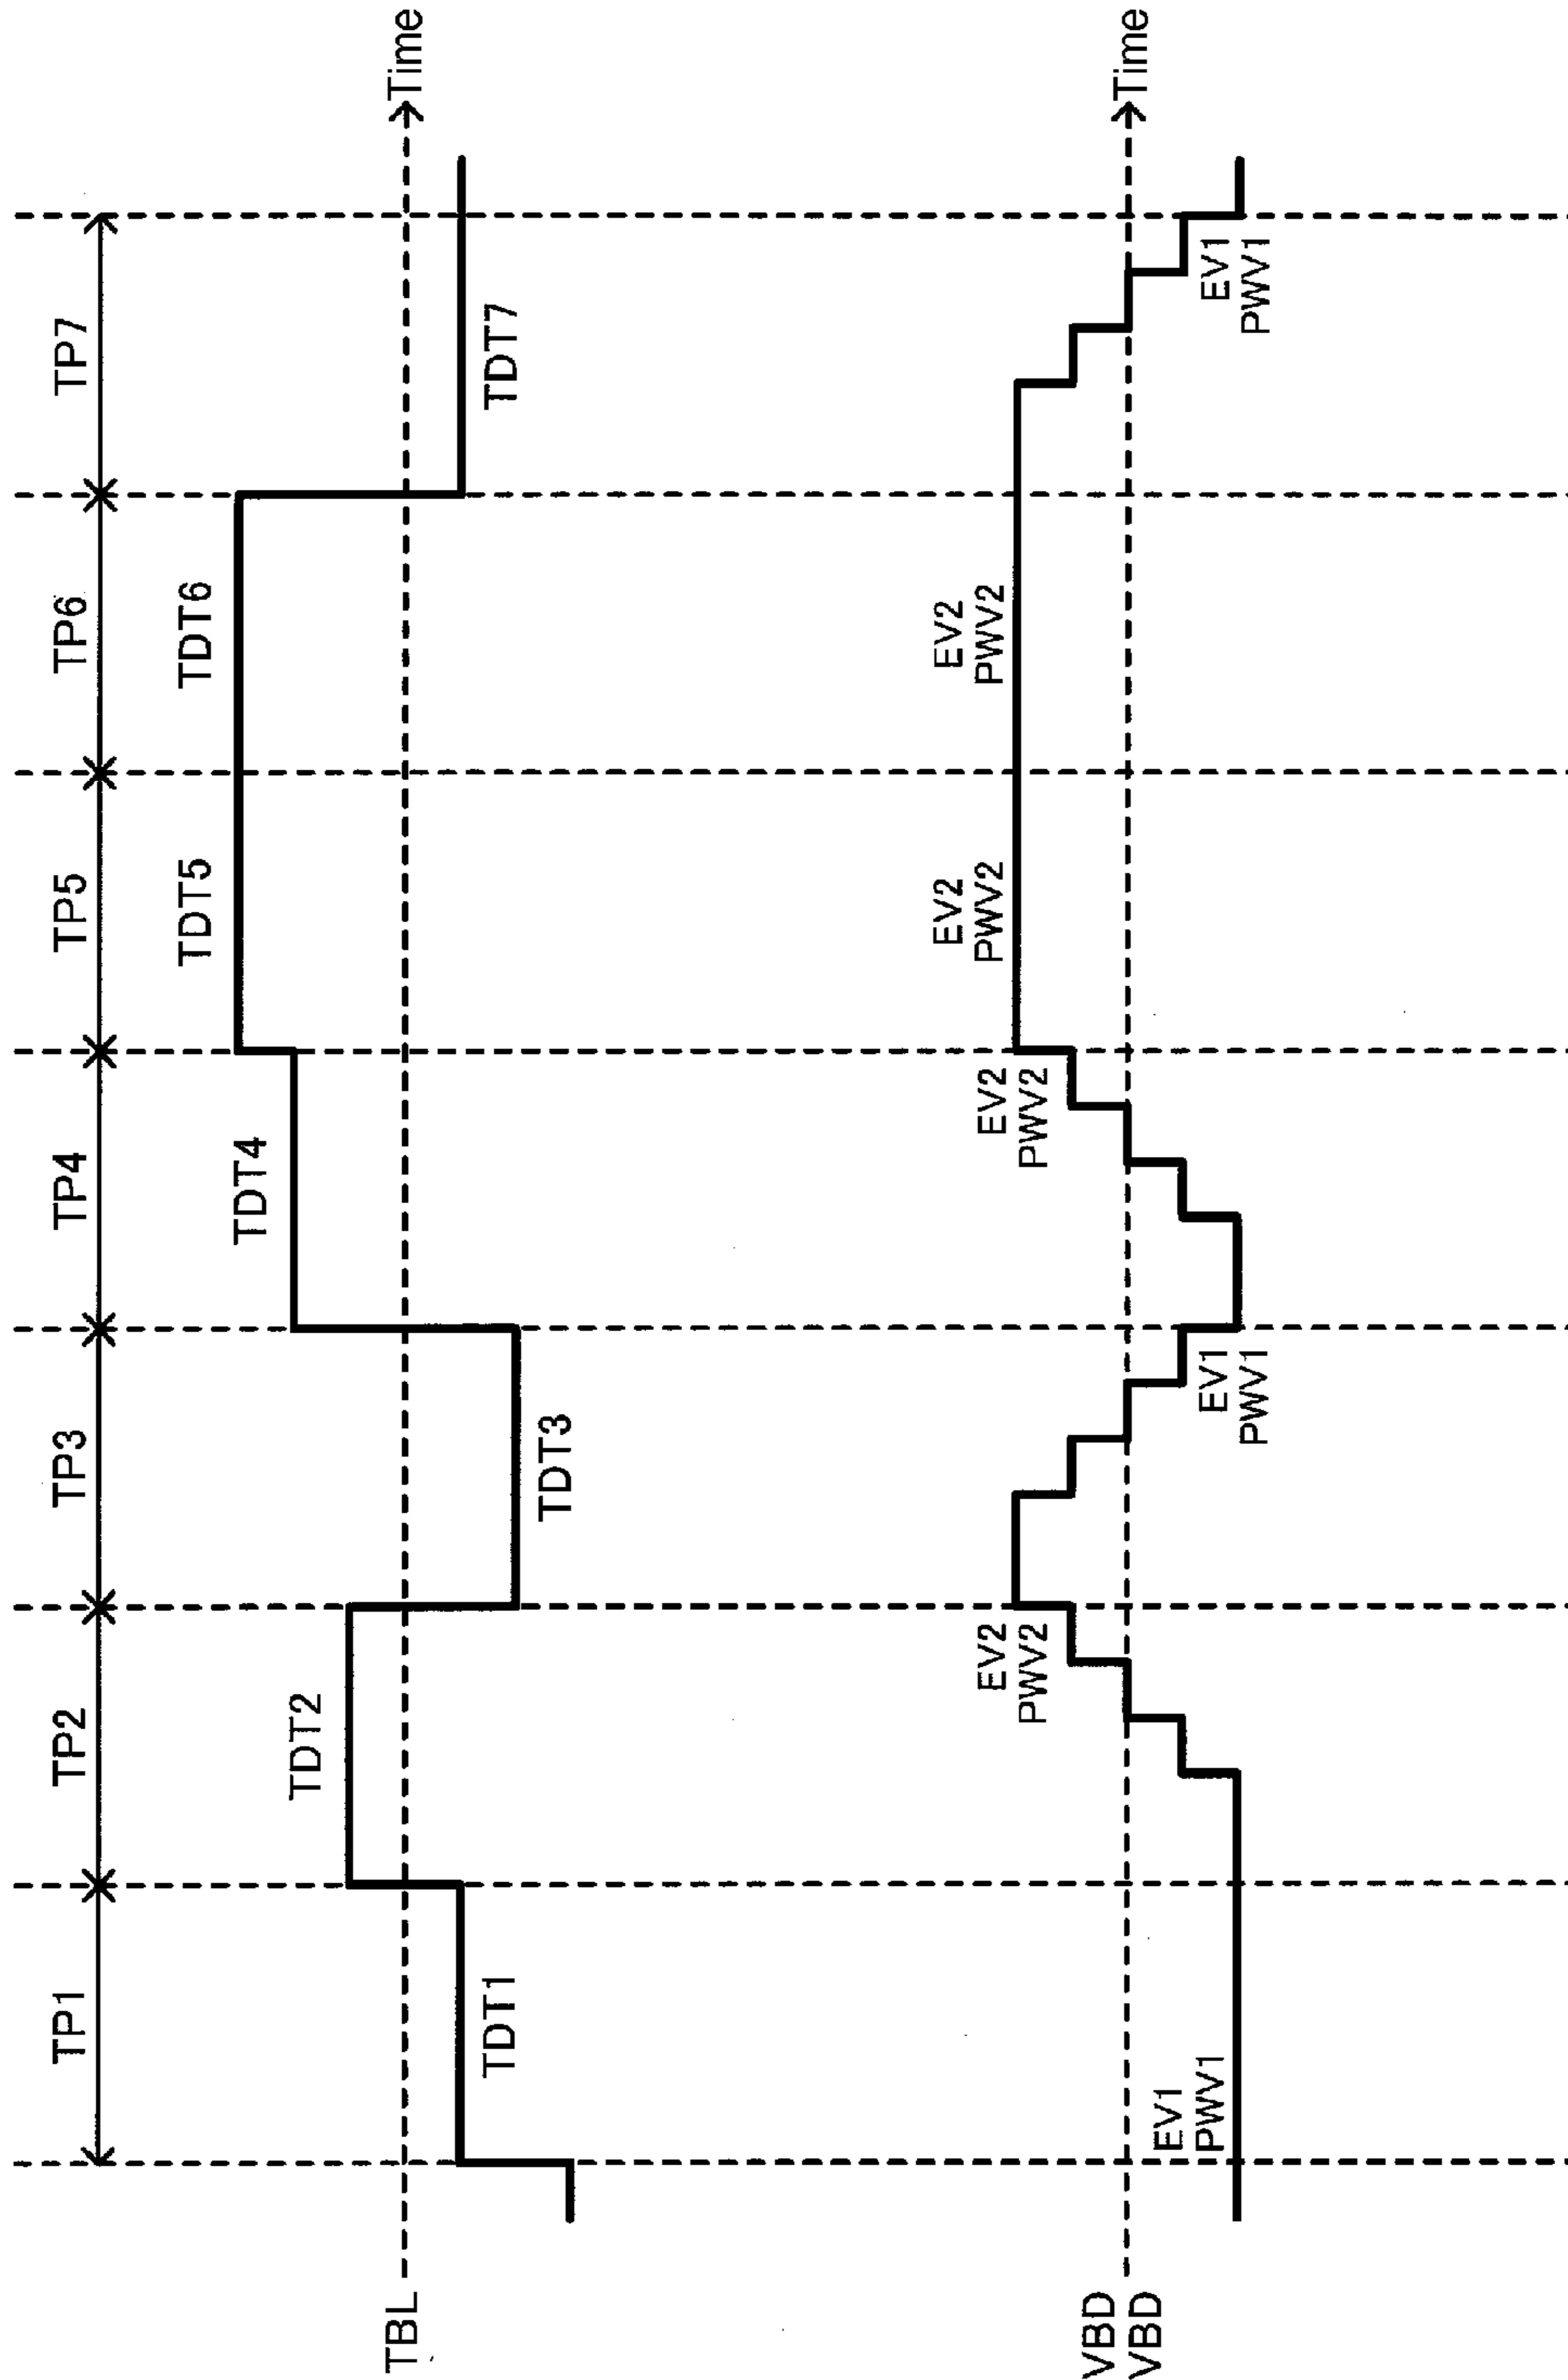 TP1
TP2
TP3
TP4
TP5
TP6
TP7
TBL
Time
TDT1
TDT2
TDT3
TDT4
TDT5
TDT6
TDT7
VBD
VBD
Time
EV1
PWV1
EV2
PWV2
EV1
PWV1
EV2
PWV2
EV2
PWV2
EV2
PWV2
EV1
PWV1